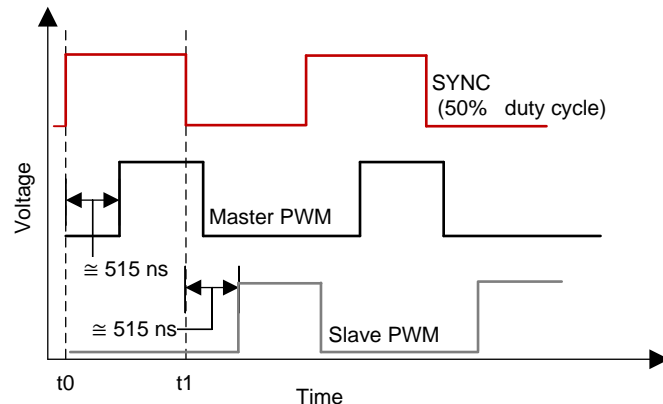 SYNC
(50% duty cycle)
Voltage
Master PWM
≅ 515 ns
≅ 515 ns
Slave PWM
t0
t1
Time